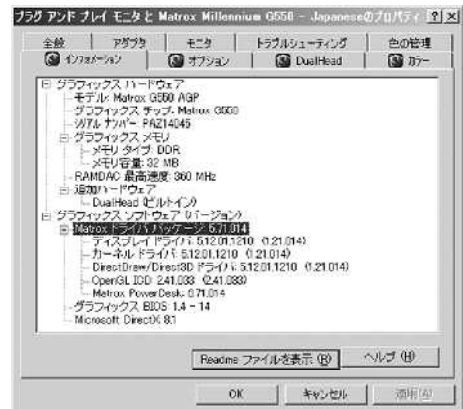 プラグ アンド プレイ モニタと Matrox Millennium G550 - Japaneseのプロパティ
全般 アダプタ モニタ トラブルシューティング 色の管理
インフォメーション オプション DualHead カラー
グラフィックス ハードウェア
モデル: Matrox G550 AGP
グラフィックス チップ: Matrox G550
シリアル ナンバー: PAZ14045
グラフィックス メモリ
メモリ タイプ: DDR
メモリ容量: 32 MB
RAMDAC 最高速度: 360 MHz
追加ハードウェア
DualHead (ビルトイン)
グラフィックス ソフトウェア (バージョン)
Matrox ドライバ パッケージ: 5.71.014
ディスプレイ ドライバ: 5.12.01.1210 (1.21.014)
カーネル ドライバ: 5.12.01.1210 (1.21.014)
DirectDraw/Direct3D ドライバ: 5.12.01.1210 (1.21.014)
OpenGL ICD: 2.41.033 (2.41.033)
Matrox PowerDesk: 5.71.014
グラフィックス BIOS: 1.4 - 14
Microsoft DirectX: 8.1
Readme ファイルを表示 (R) ヘルプ (H)
OK キャンセル 適用(A)